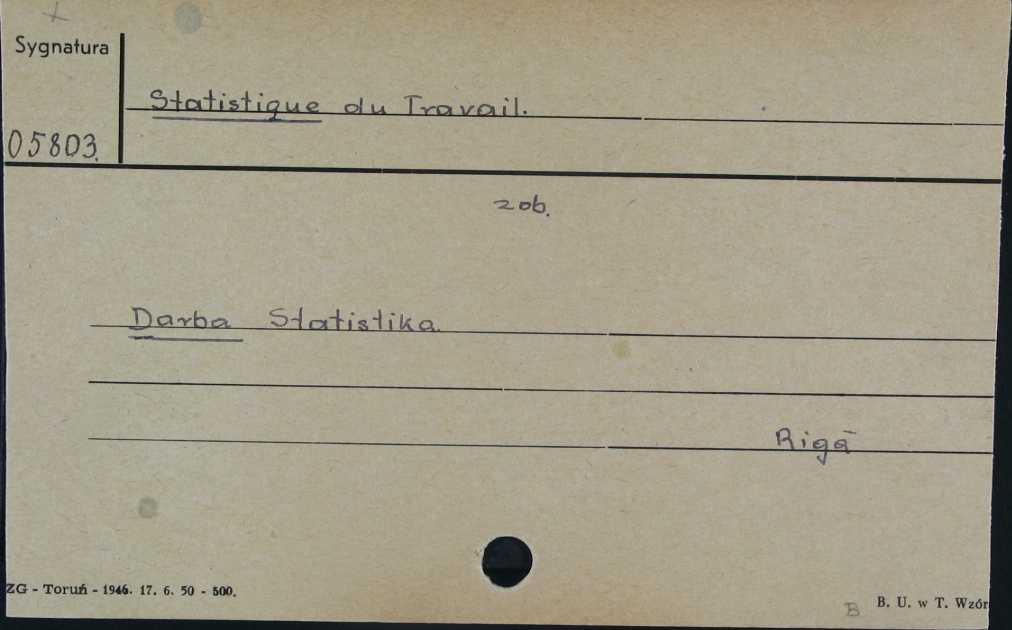 +
Sygnatura
Statistique du Travail.
05803.
zob.
Darba Statistika
Rigā
ZG - Toruń - 1946. 17. 6. 50 - 500.
B B. U. w T. Wzór